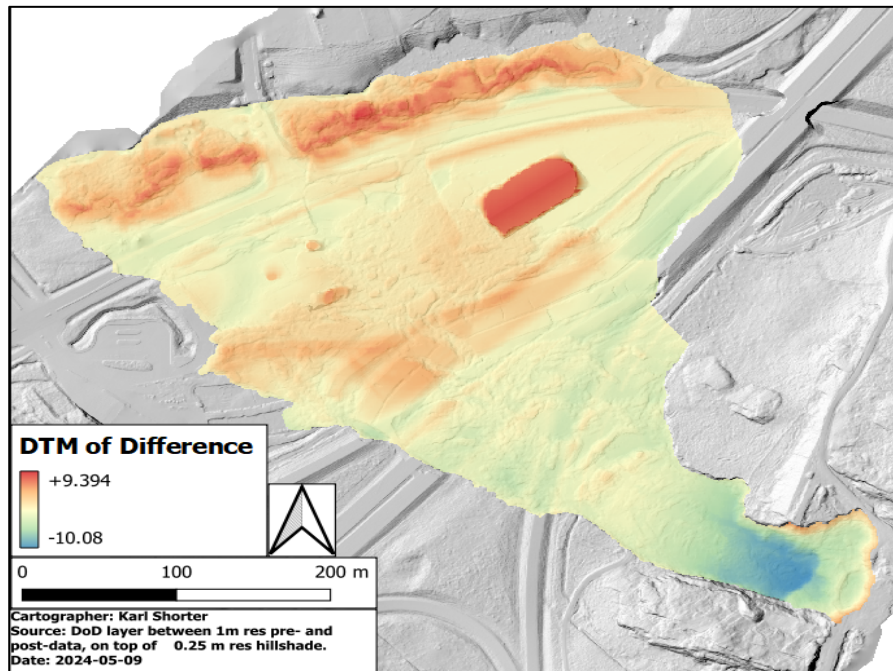 DTM of Difference
+9.394
-10.08
0 100 200 m
Cartographer: Karl Shorter
Source: DoD layer between 1m res pre- and
post-data, on top of 0.25 m res hillshade.
Date: 2024-05-09